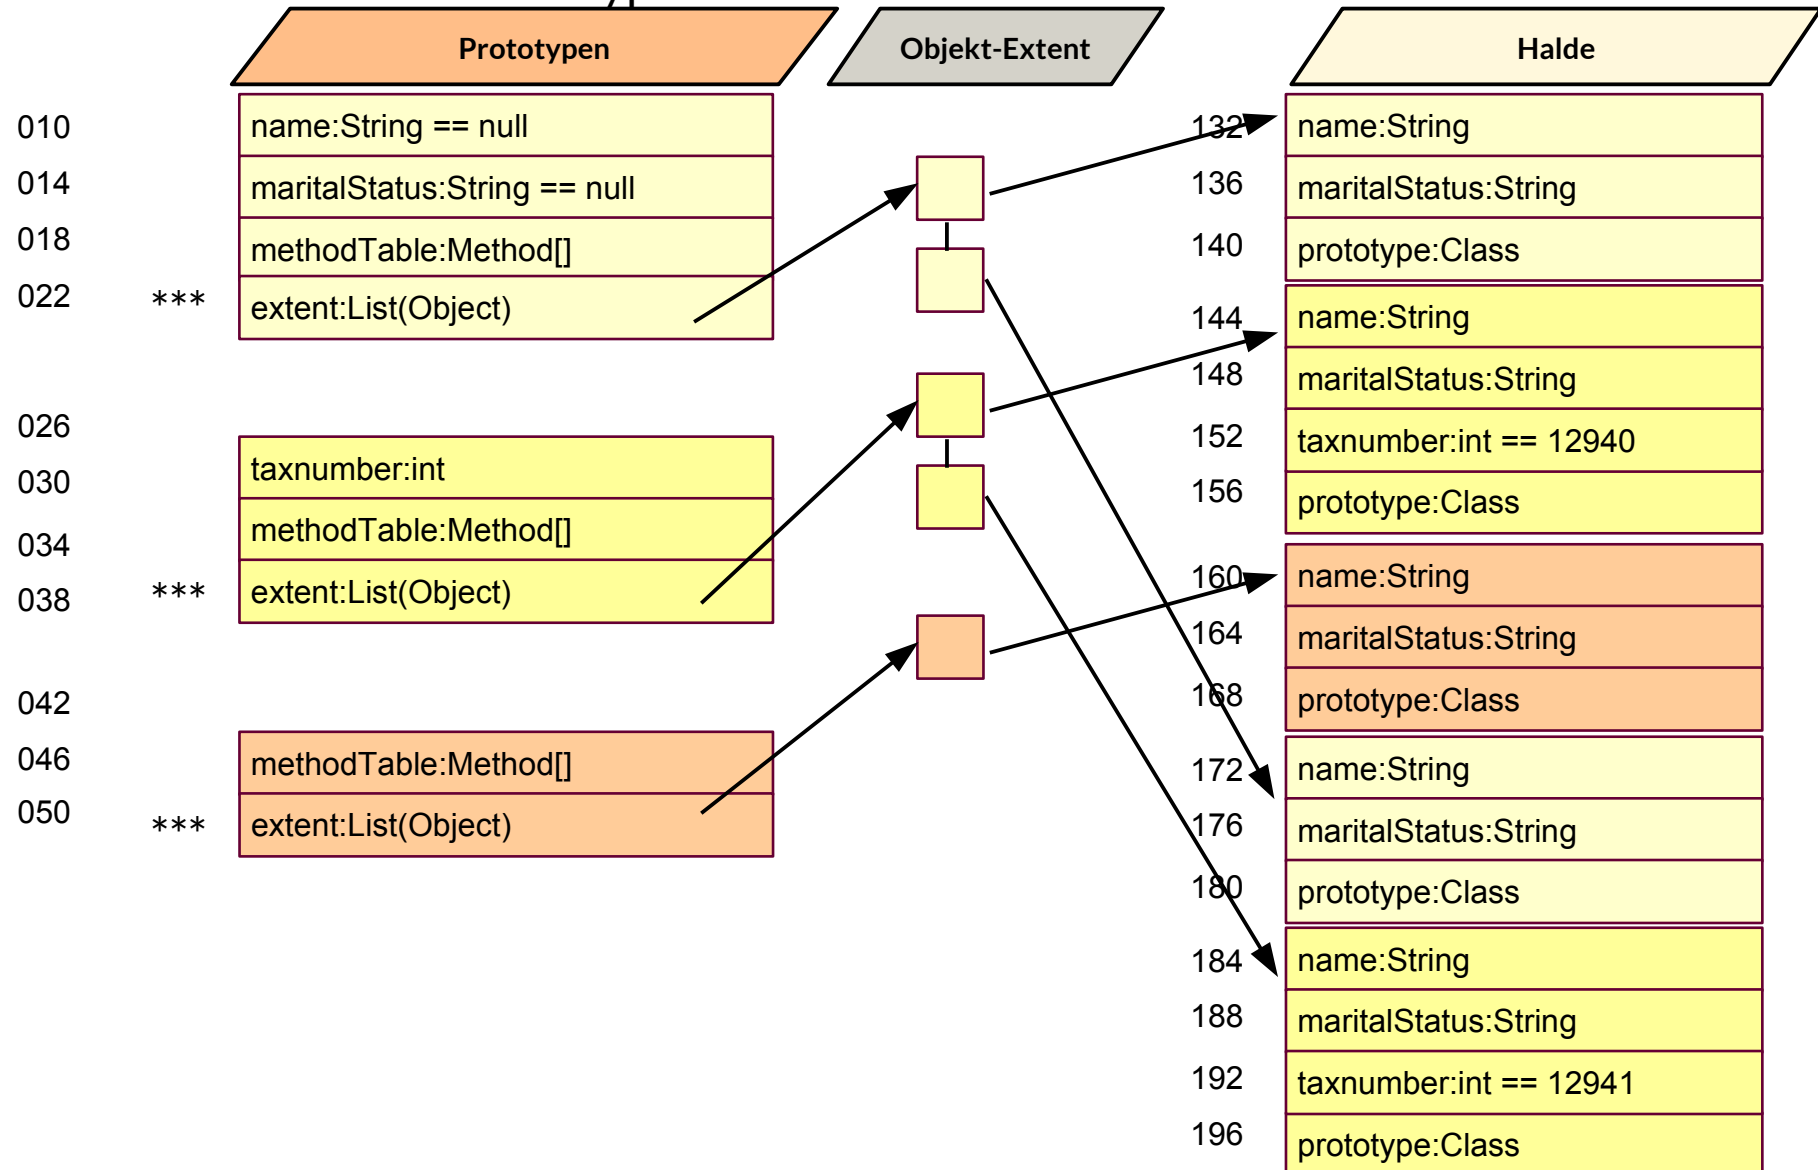 Prototypen
Objekt-Extent
Halde
010
name:String == null
014
maritalStatus:String == null
018
methodTable:Method[]
022
***
extent:List(Object)
026
taxnumber:int
030
methodTable:Method[]
034
038
***
extent:List(Object)
042
046
methodTable:Method[]
050
***
extent:List(Object)
132
name:String
136
maritalStatus:String
140
prototype:Class
144
name:String
148
maritalStatus:String
152
taxnumber:int == 12940
156
prototype:Class
160
name:String
164
maritalStatus:String
168
prototype:Class
172
name:String
176
maritalStatus:String
180
prototype:Class
184
name:String
188
maritalStatus:String
192
taxnumber:int == 12941
196
prototype:Class